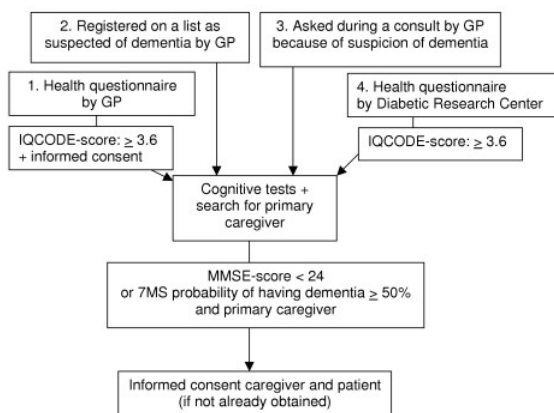 2. Registered on a list as
suspected of dementia by GP
3. Asked during a consult by GP
because of suspicion of dementia
1. Health questionnaire
by GP
4. Health questionnaire
by Diabetic Research Center
IQCODE-score: ≥ 3.6
+ informed consent
IQCODE-score: ≥ 3.6
Cognitive tests +
search for primary
caregiver
MMSE-score < 24
or 7MS probability of having dementia ≥ 50%
and primary caregiver
Informed consent caregiver and patient
(if not already obtained)